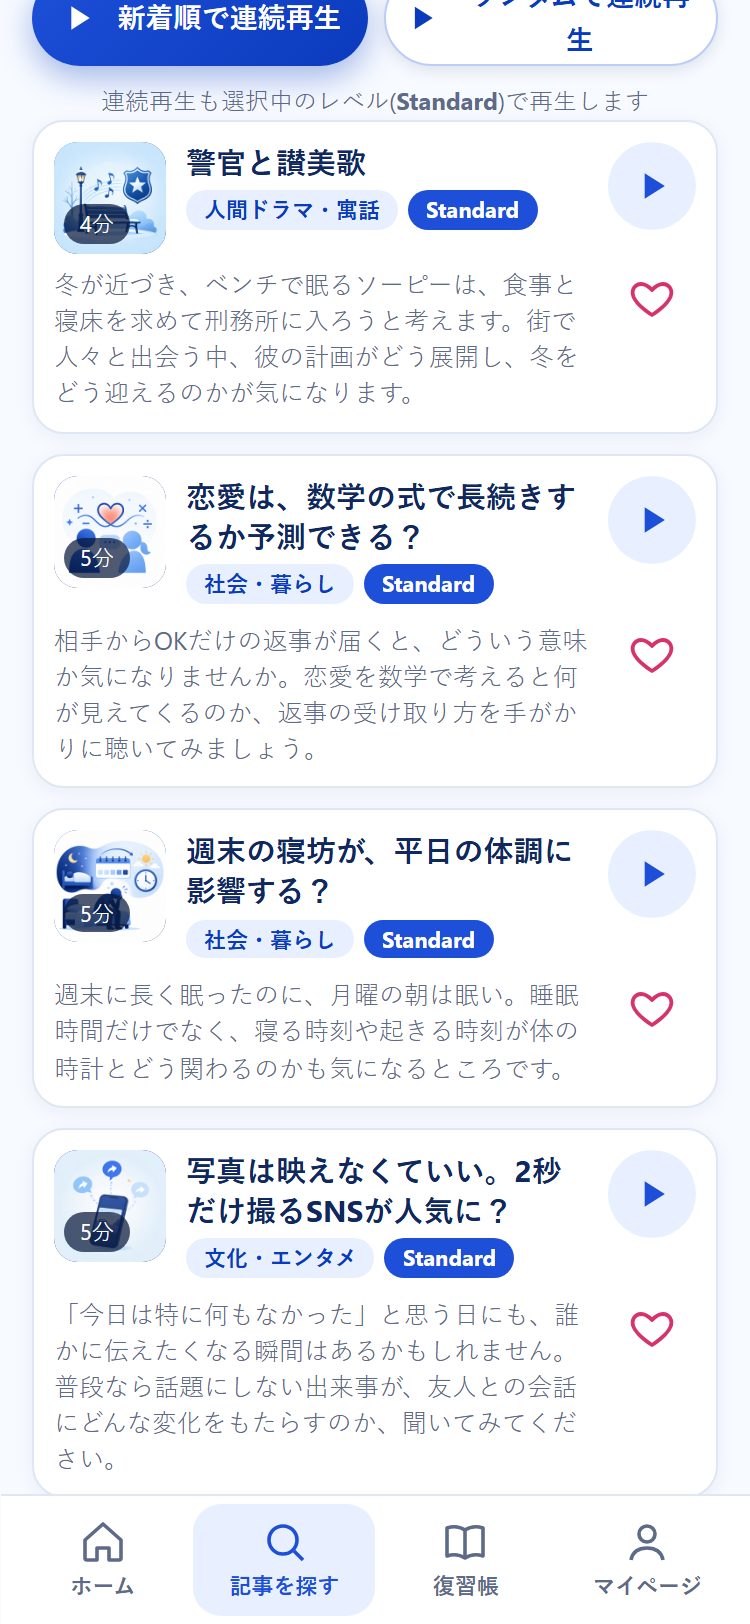 新着順で連続再生
ランダムで連続再
生
連続再生も選択中のレベル(Standard)で再生します
警官と讃美歌
人間ドラマ・寓話 Standard
4分
冬が近づき、ベンチで眠るソーピーは、食事と
寝床を求めて刑務所に入ろうと考えます。街で
人々と出会う中、彼の計画がどう展開し、冬を
どう迎えるのかが気になります。
恋愛は、数学の式で長続きす
るか予測できる？
社会・暮らし Standard
5分
相手からOKだけの返事が届くと、どういう意味
か気になりませんか。恋愛を数学で考えると何
が見えてくるのか、返事の受け取り方を手がか
りに聴いてみましょう。
週末の寝坊が、平日の体調に
影響する？
社会・暮らし Standard
5分
週末に長く眠ったのに、月曜の朝は眠い。睡眠
時間だけでなく、寝る時刻や起きる時刻が体の
時計とどう関わるのかも気になるところです。
写真は映えなくていい。2秒
だけ撮るSNSが人気に？
文化・エンタメ Standard
5分
「今日は特に何もなかった」と思う日にも、誰
かに伝えたくなる瞬間はあるかもしれません。
普段なら話題にしない出来事が、友人との会話
にどんな変化をもたらすのか、聞いてみてくだ
さい。
ホーム 記事を探す 復習帳 マイページ